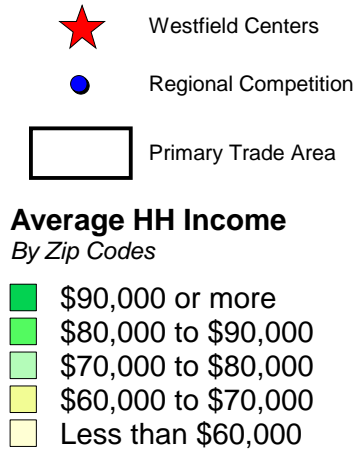 Westfield Centers
Regional Competition
Primary Trade Area
Average HH Income
By Zip Codes
$90,000 or more
$80,000 to $90,000
$70,000 to $80,000
$60,000 to $70,000
Less than $60,000